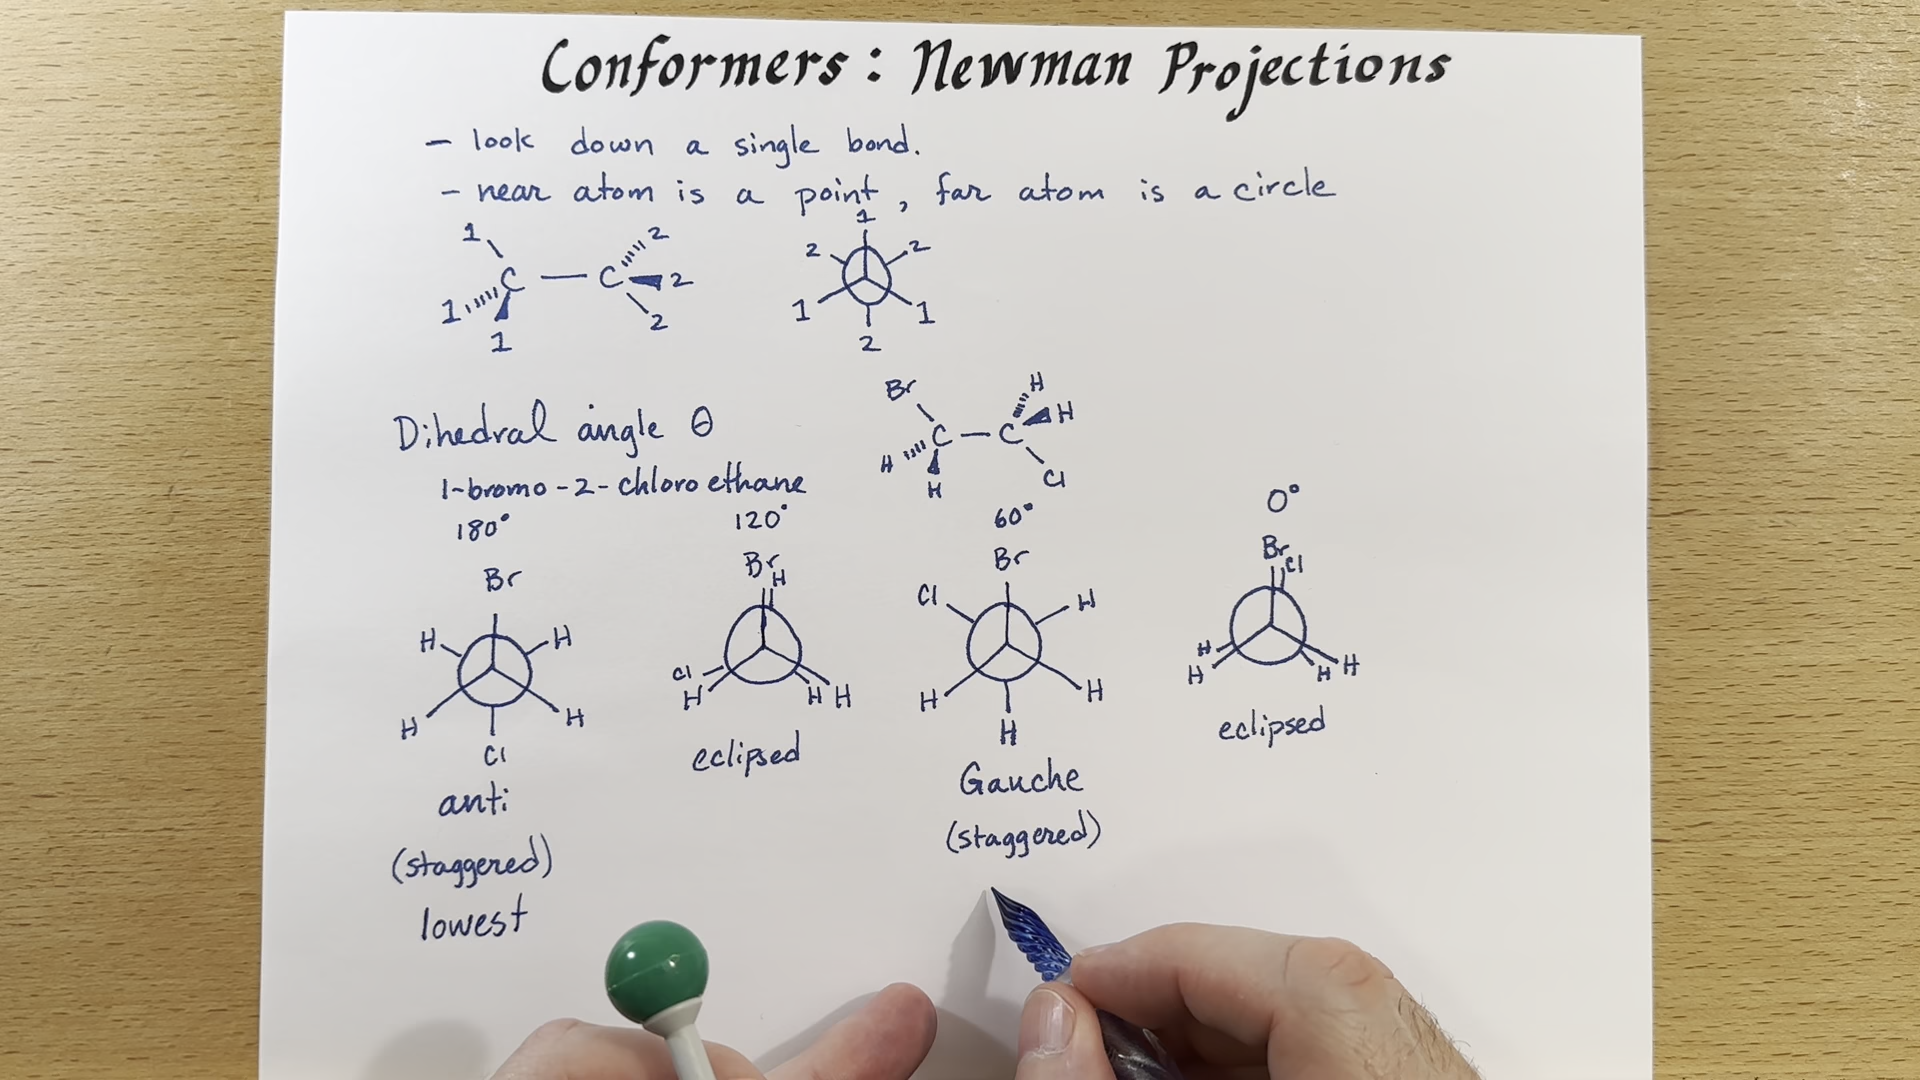 Conformers: Newman Projections
- look down a single bond.
- near atom is a point, far atom is a circle
1 2
C — C 2
1
1 2
1
2 2
1 1
2
Br H
C — C H
H
H Cl
Dihedral angle θ
1-bromo-2-chloroethane
180° 120° 60° 0°
Br
H H
H H
Cl
anti
(staggered)
lowest
Br H
Cl
H H H
eclipsed
Br
Cl H
H H
H
Gauche
(staggered)
Br Cl
H
H H H
eclipsed